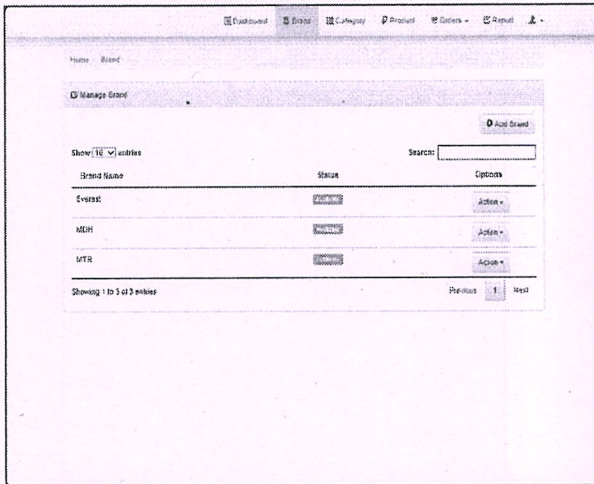 Dashboard Brand Category Product Orders Report
Home Brand
Manage Brand
Add Brand
Show entries Search:
Brand Name Status Options
Everest Action
MDH Action
MTR Action
Showing 1 to 3 of 3 entries Previous 1 Next